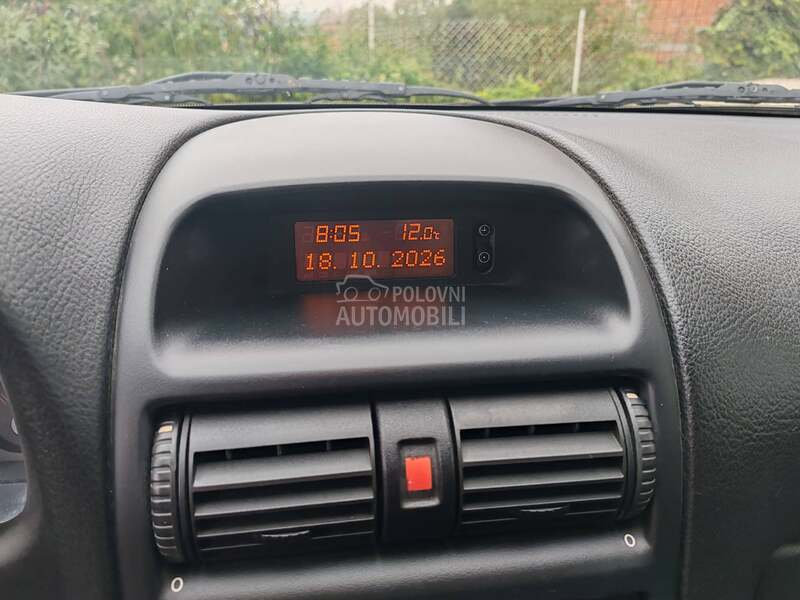 8:05 12.0°c
18. 10. 2026
POLOVNI
AUTOMOBILI